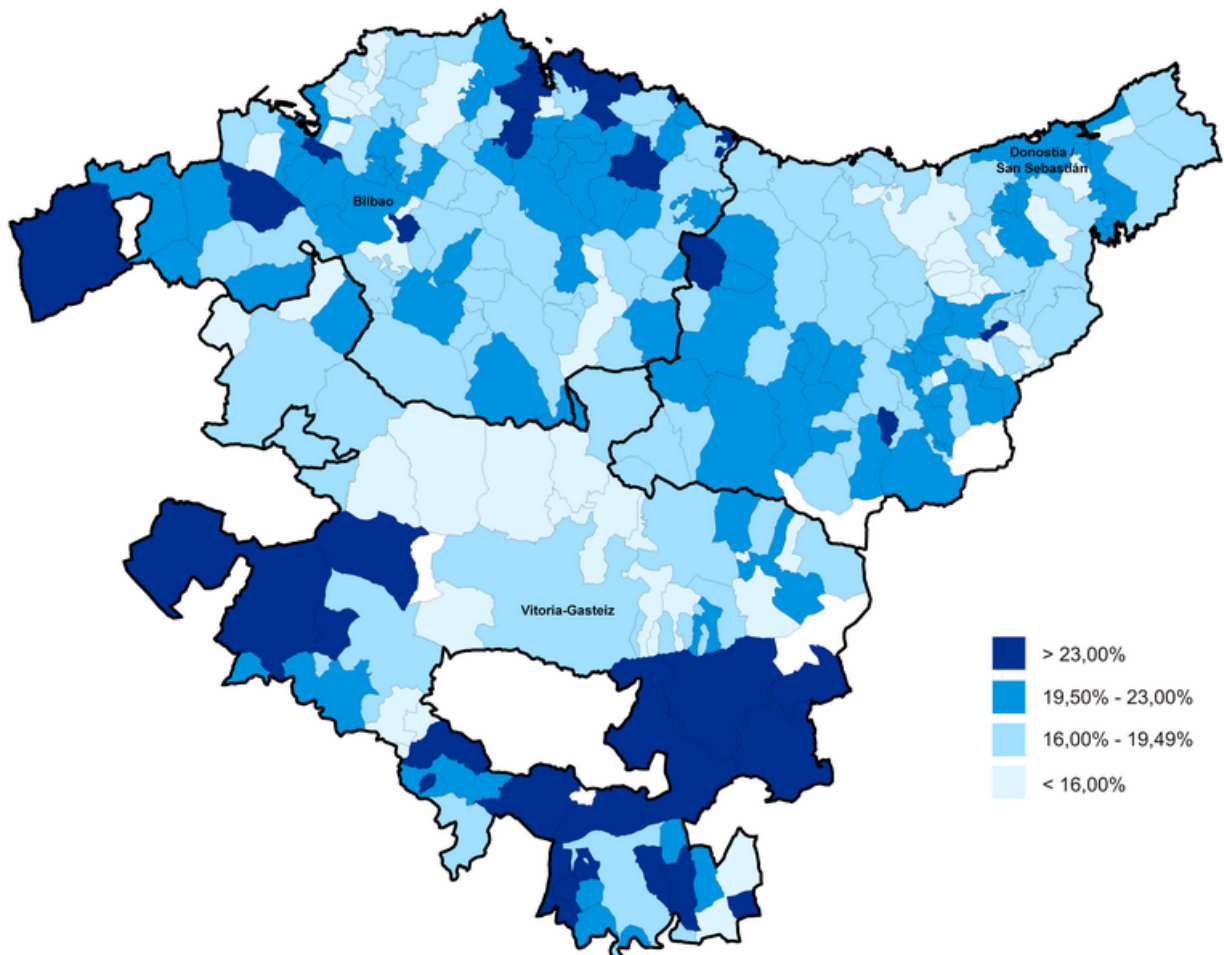 Donostia /
San Sebastián
Bilbao
Vitoria-Gasteiz
> 23,00%
19,50% - 23,00%
16,00% - 19,49%
< 16,00%